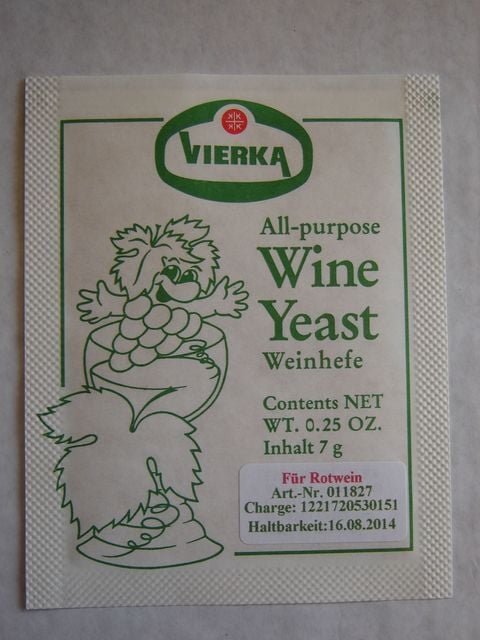 VIERKA
All-purpose
Wine
Yeast
Weinhefe
Contents NET
WT. 0.25 OZ.
Inhalt 7 g
Für Rotwein
Art.-Nr. 011827
Charge: 1221720530151
Haltbarkeit:16.08.2014